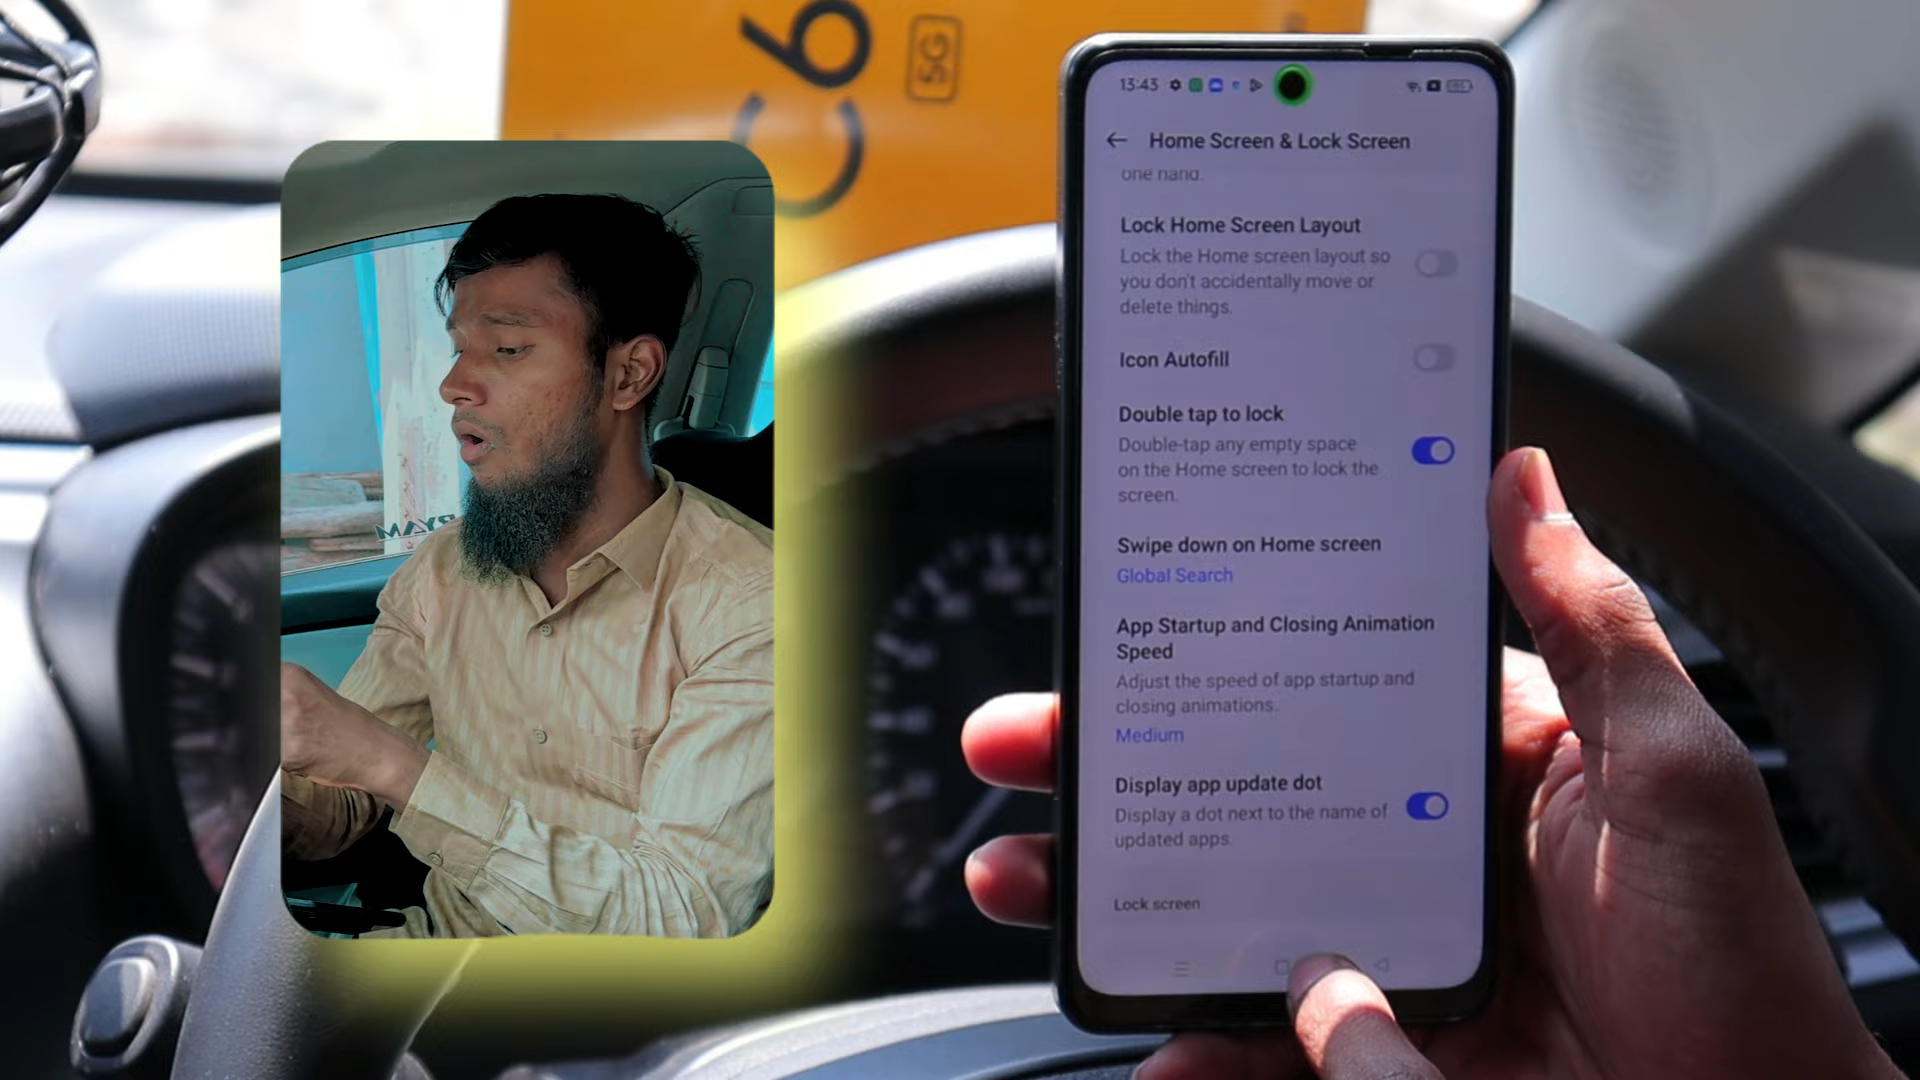 C6
5G
13:43
Home Screen & Lock Screen
one hand.
Lock Home Screen Layout
Lock the Home screen layout so
you don't accidentally move or
delete things.
Icon Autofill
Double tap to lock
Double-tap any empty space
on the Home screen to lock the
screen.
Swipe down on Home screen
Global Search
App Startup and Closing Animation
Speed
Adjust the speed of app startup and
closing animations.
Medium
Display app update dot
Display a dot next to the name of
updated apps.
Lock screen